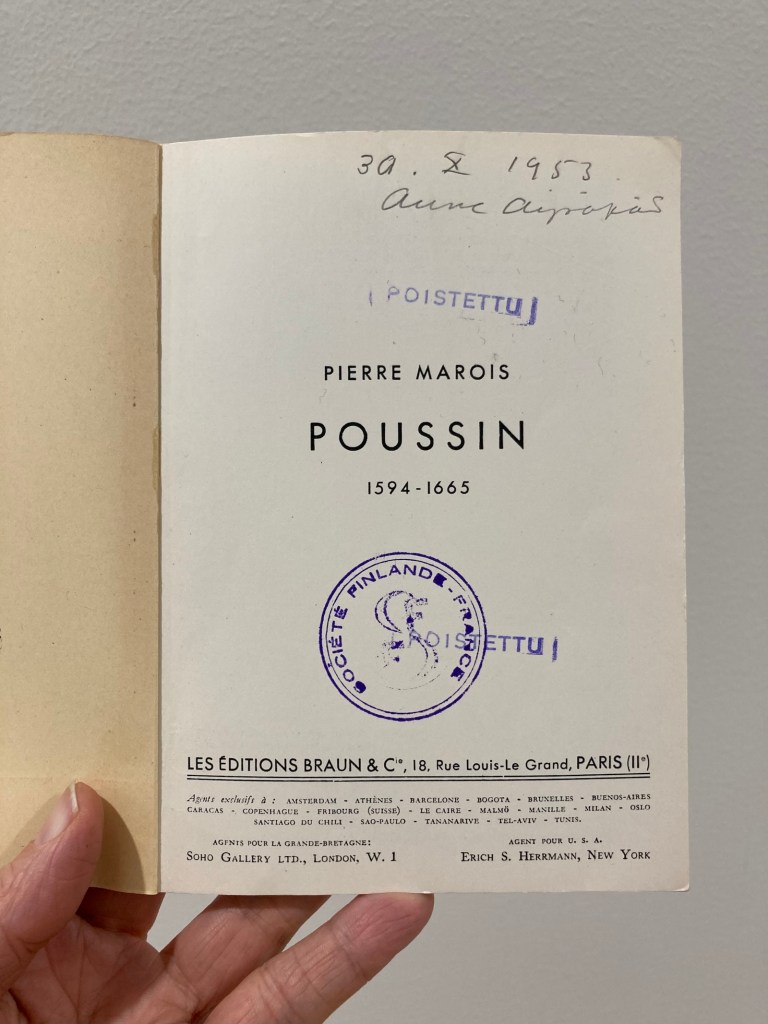 30. X 1953.
Aune
POISTETTU
PIERRE MAROIS
POUSSIN
1594-1665
SOCIÉTÉ FINLANDE-FRANCE
POISTETTU
LES ÉDITIONS BRAUN & Cie, 18, Rue Louis-Le Grand, PARIS (IIe)
Agents exclusifs à : AMSTERDAM - ATHÈNES - BARCELONE - BOGOTA - BRUXELLES - BUENOS-AIRES
CARACAS - COPENHAGUE - FRIBOURG (SUISSE) - LE CAIRE - MALMÖ - MANILLE - MILAN - OSLO
SANTIAGO DU CHILI - SAO-PAULO - TANANARIVE - TEL-AVIV - TUNIS.
AGENTS POUR LA GRANDE-BRETAGNE:
SOHO GALLERY LTD., LONDON, W. 1
AGENT POUR U. S. A.
ERICH S. HERRMANN, NEW YORK